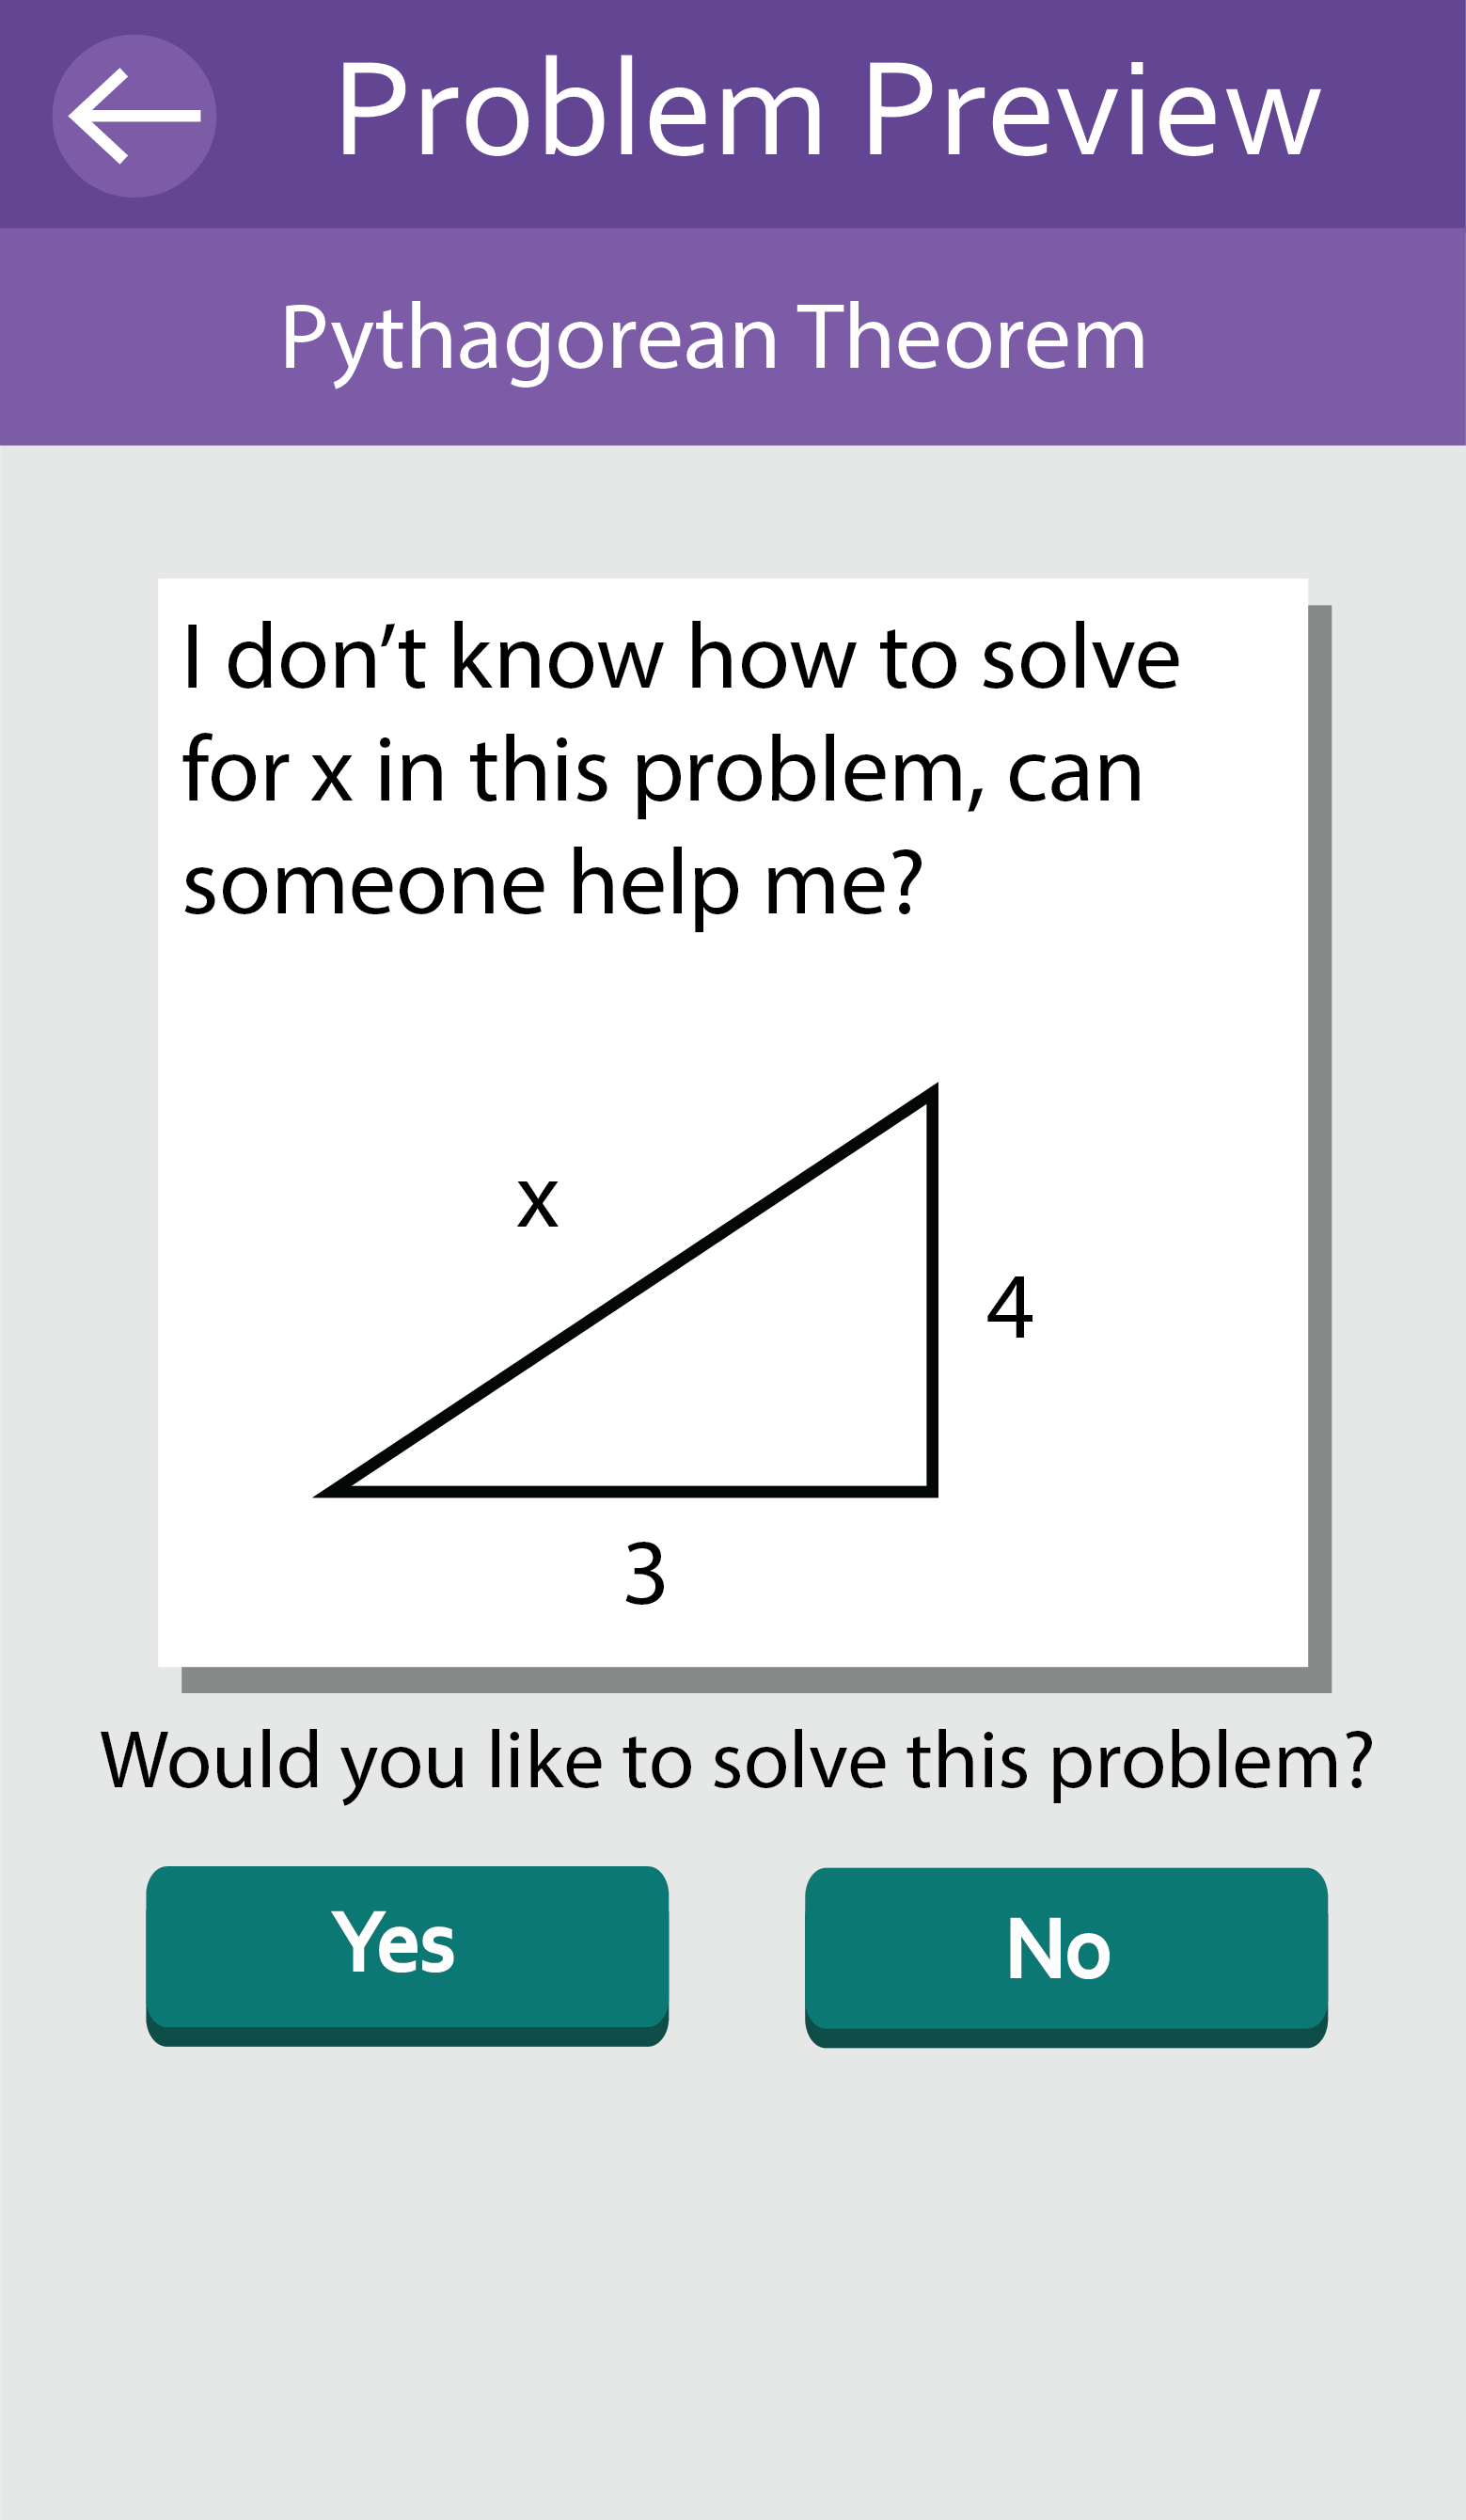 Problem Preview
Pythagorean Theorem
I don’t know how to solve
for x in this problem, can
someone help me?
x
4
3
Would you like to solve this problem?
Yes
No